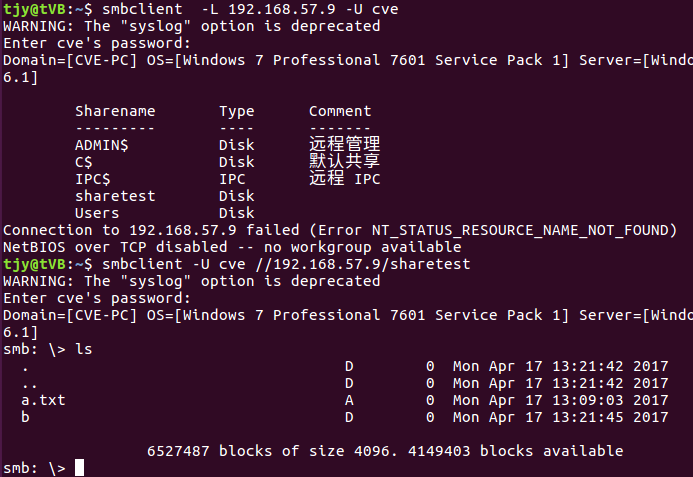 tjy@tVB:~$ smbclient  -L 192.168.57.9 -U cve
WARNING: The "syslog" option is deprecated
Enter cve's password:
Domain=[CVE-PC] OS=[Windows 7 Professional 7601 Service Pack 1] Server=[Windo
6.1]
Sharename       Type      Comment
---------       ----      -------
ADMIN$          Disk      远程管理
C$              Disk      默认共享
IPC$            IPC       远程 IPC
sharetest       Disk
Users           Disk
Connection to 192.168.57.9 failed (Error NT_STATUS_RESOURCE_NAME_NOT_FOUND)
NetBIOS over TCP disabled -- no workgroup available
tjy@tVB:~$ smbclient -U cve //192.168.57.9/sharetest
WARNING: The "syslog" option is deprecated
Enter cve's password:
Domain=[CVE-PC] OS=[Windows 7 Professional 7601 Service Pack 1] Server=[Windo
6.1]
smb: \> ls
.                                   D        0  Mon Apr 17 13:21:42 2017
..                                  D        0  Mon Apr 17 13:21:42 2017
a.txt                               A        0  Mon Apr 17 13:09:03 2017
b                                   D        0  Mon Apr 17 13:21:45 2017
6527487 blocks of size 4096. 4149403 blocks available
smb: \>